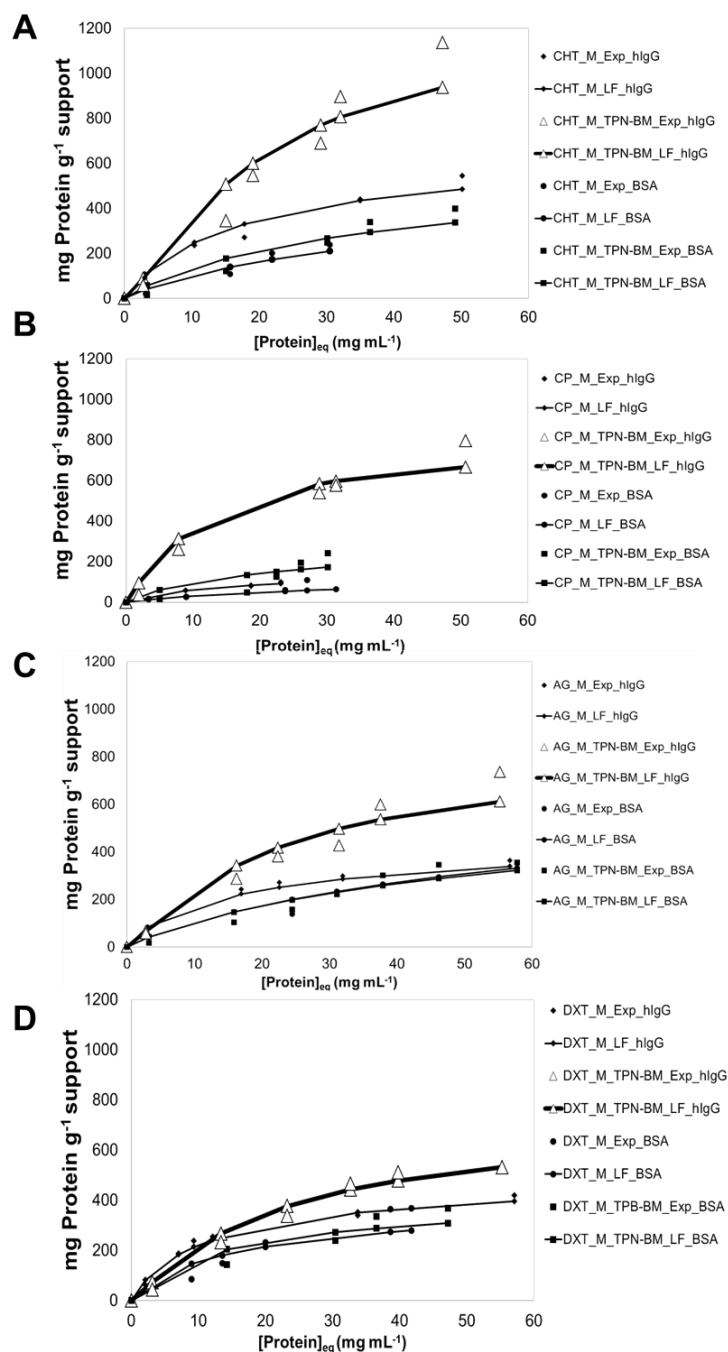 A
mg Protein g-1 support
1200
1000
800
600
400
200
0
0 10 20 30 40 50 60
[Protein]eq (mg mL-1)
CHT_M_Exp_hIgG
CHT_M_LF_hIgG
CHT_M_TPN-BM_Exp_hIgG
CHT_M_TPN-BM_LF_hIgG
CHT_M_Exp_BSA
CHT_M_LF_BSA
CHT_M_TPN-BM_Exp_BSA
CHT_M_TPN-BM_LF_BSA
B
mg Protein g-1 support
1200
1000
800
600
400
200
0
0 10 20 30 40 50 60
[Protein]eq (mg mL-1)
CP_M_Exp_hIgG
CP_M_LF_hIgG
CP_M_TPN-BM_Exp_hIgG
CP_M_TPN-BM_LF_hIgG
CP_M_Exp_BSA
CP_M_LF_BSA
CP_M_TPN-BM_Exp_BSA
CP_M_TPN-BM_LF_BSA
C
mg Protein g-1 support
1200
1000
800
600
400
200
0
0 10 20 30 40 50 60
[Protein]eq (mg mL-1)
AG_M_Exp_hIgG
AG_M_LF_hIgG
AG_M_TPN-BM_Exp_hIgG
AG_M_TPN-BM_LF_hIgG
AG_M_Exp_BSA
AG_M_LF_BSA
AG_M_TPN-BM_Exp_BSA
AG_M_TPN-BM_LF_BSA
D
mg Protein g-1 support
1200
1000
800
600
400
200
0
0 10 20 30 40 50 60
[Protein]eq (mg mL-1)
DXT_M_Exp_hIgG
DXT_M_LF_hIgG
DXT_M_TPN-BM_Exp_hIgG
DXT_M_TPN-BM_LF_hIgG
DXT_M_Exp_BSA
DXT_M_LF_BSA
DXT_M_TPB-BM_Exp_BSA
DXT_M_TPN-BM_LF_BSA